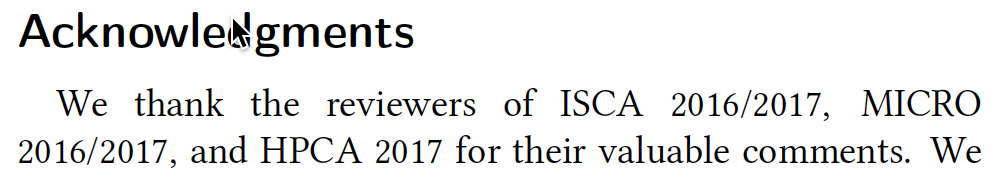 Acknowledgments
We thank the reviewers of ISCA 2016/2017, MICRO
2016/2017, and HPCA 2017 for their valuable comments. We